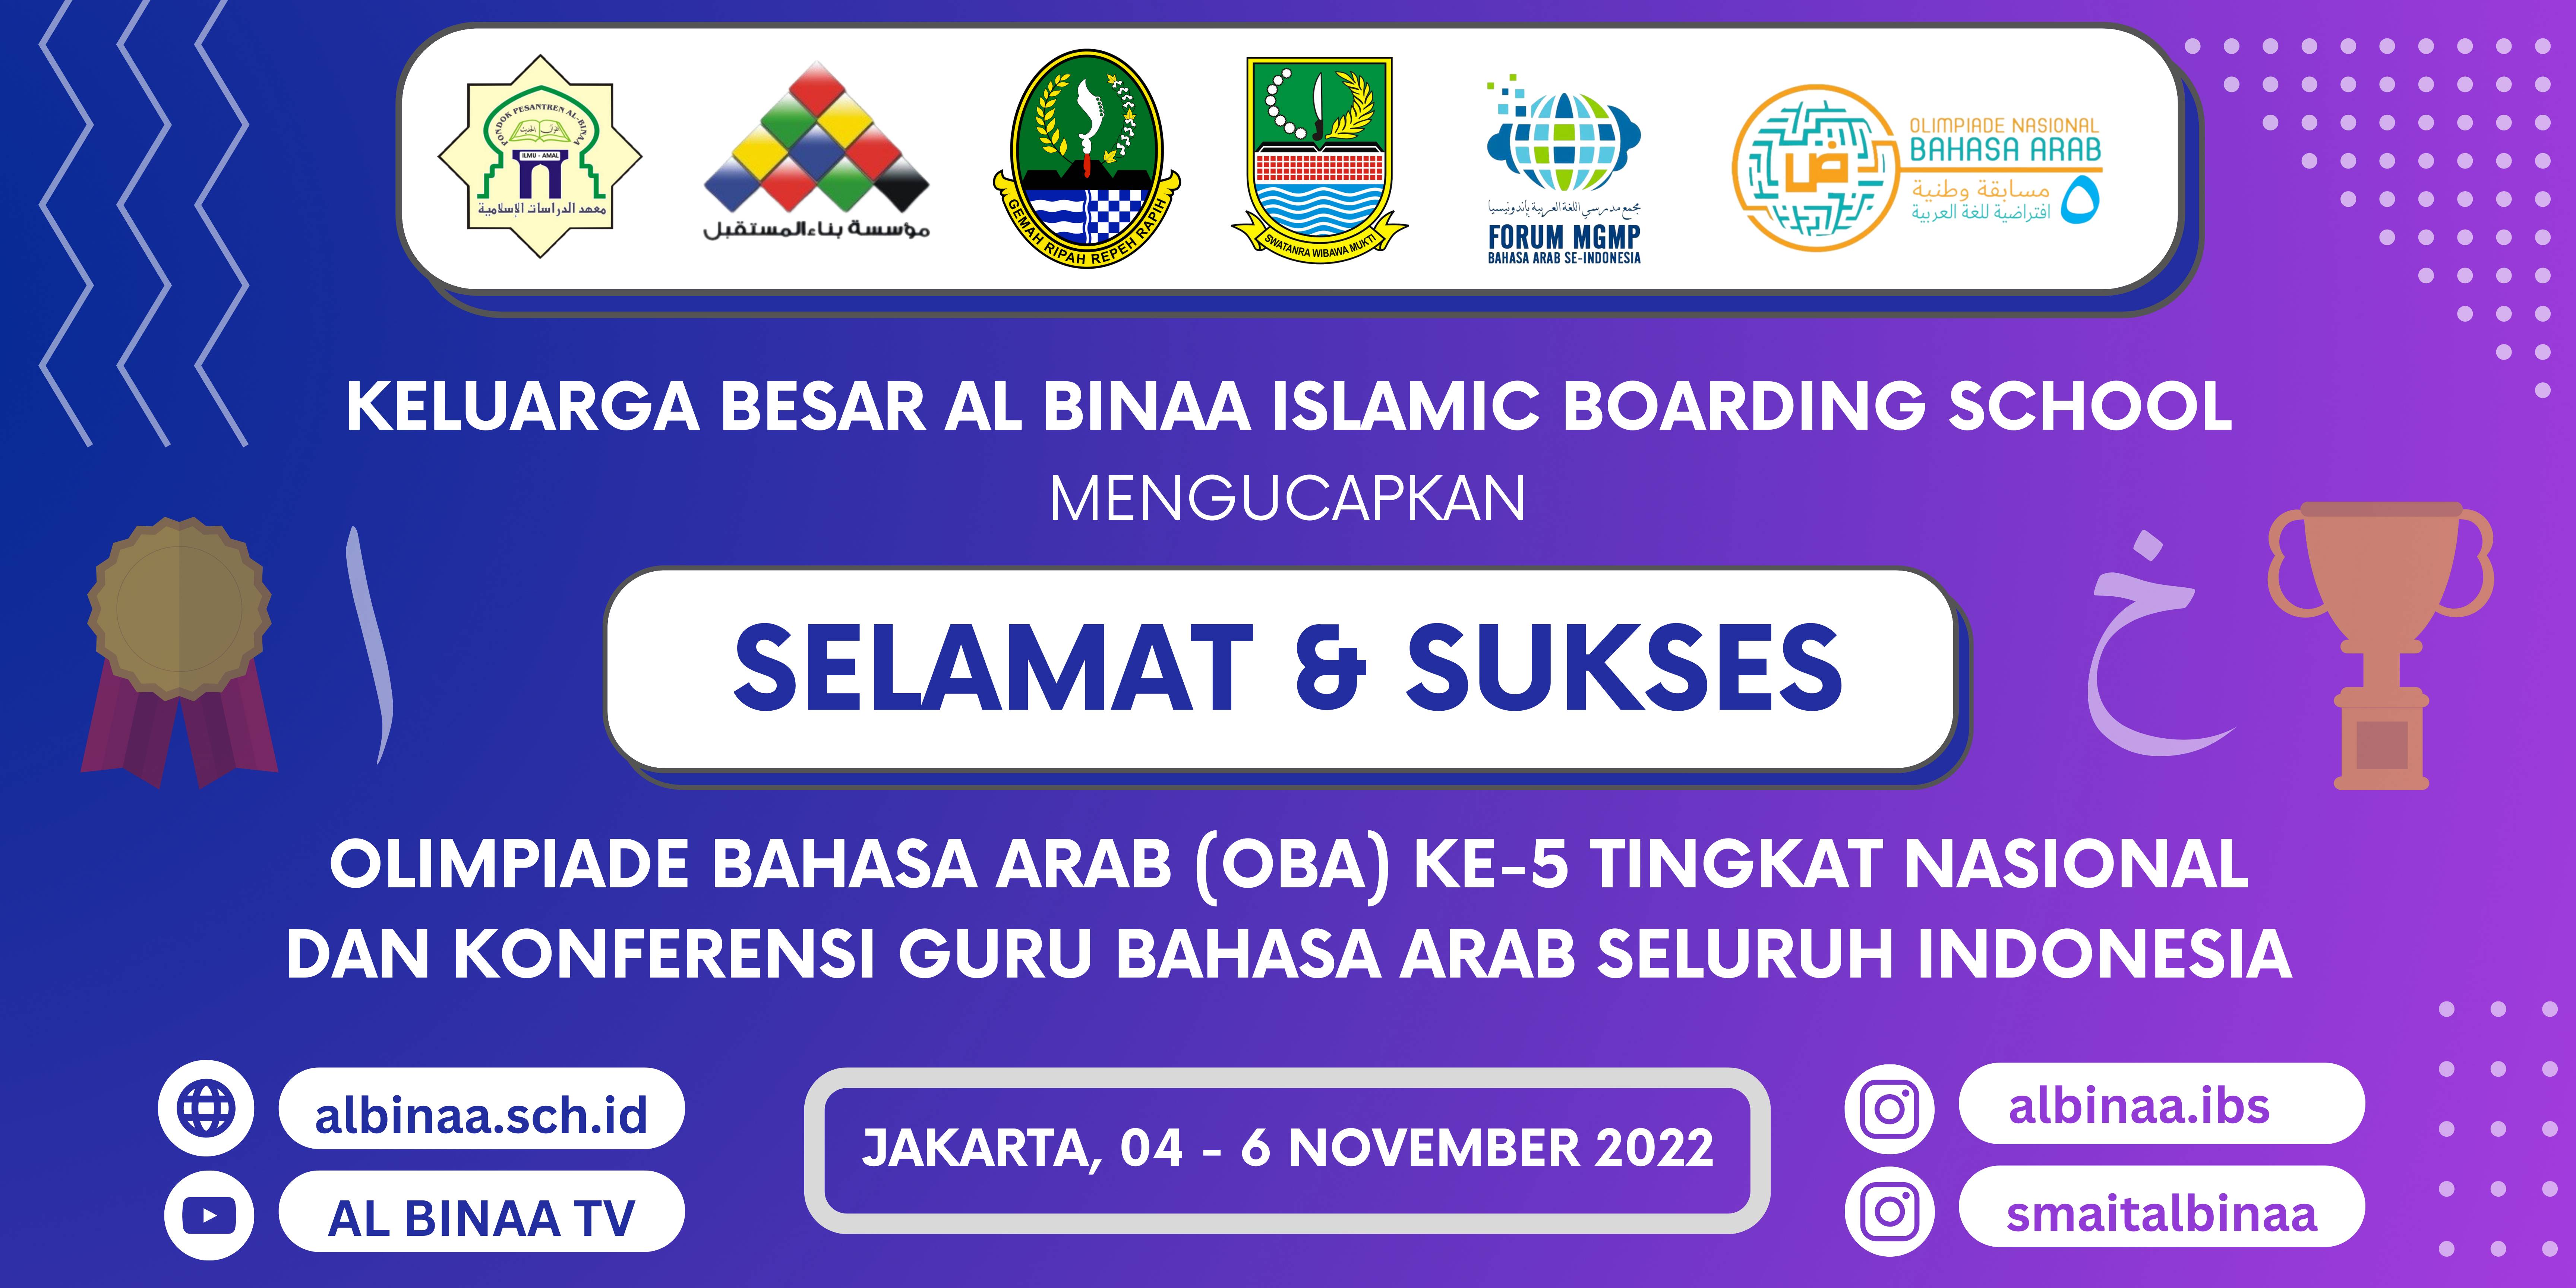 PONDOK PESANTREN AL-BINAA
القرآن الحديث
ILMU - AMAL
معهد الدراسات الإسلامية
مؤسسة بناء المستقبل
GEMAH RIPAH REPEH RAPIH
SWATANRA WIBAWA MUKTI
مجمع مدرسي اللغة العربية بإندونيسيا
FORUM MGMP
BAHASA ARAB SE-INDONESIA
ض
OLIMPIADE NASIONAL
BAHASA ARAB
مسابقة وطنية
افتراضية للغة العربية
٥
KELUARGA BESAR AL BINAA ISLAMIC BOARDING SCHOOL
MENGUCAPKAN
ا
خ
SELAMAT & SUKSES
OLIMPIADE BAHASA ARAB (OBA) KE-5 TINGKAT NASIONAL
DAN KONFERENSI GURU BAHASA ARAB SELURUH INDONESIA
albinaa.sch.id
AL BINAA TV
JAKARTA, 04 - 6 NOVEMBER 2022
albinaa.ibs
smaitalbinaa